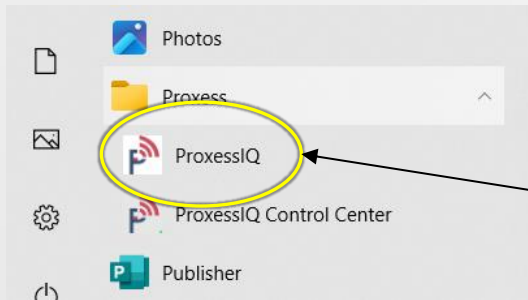 Photos
Proxess
ProxessIQ
ProxessIQ Control Center
Publisher